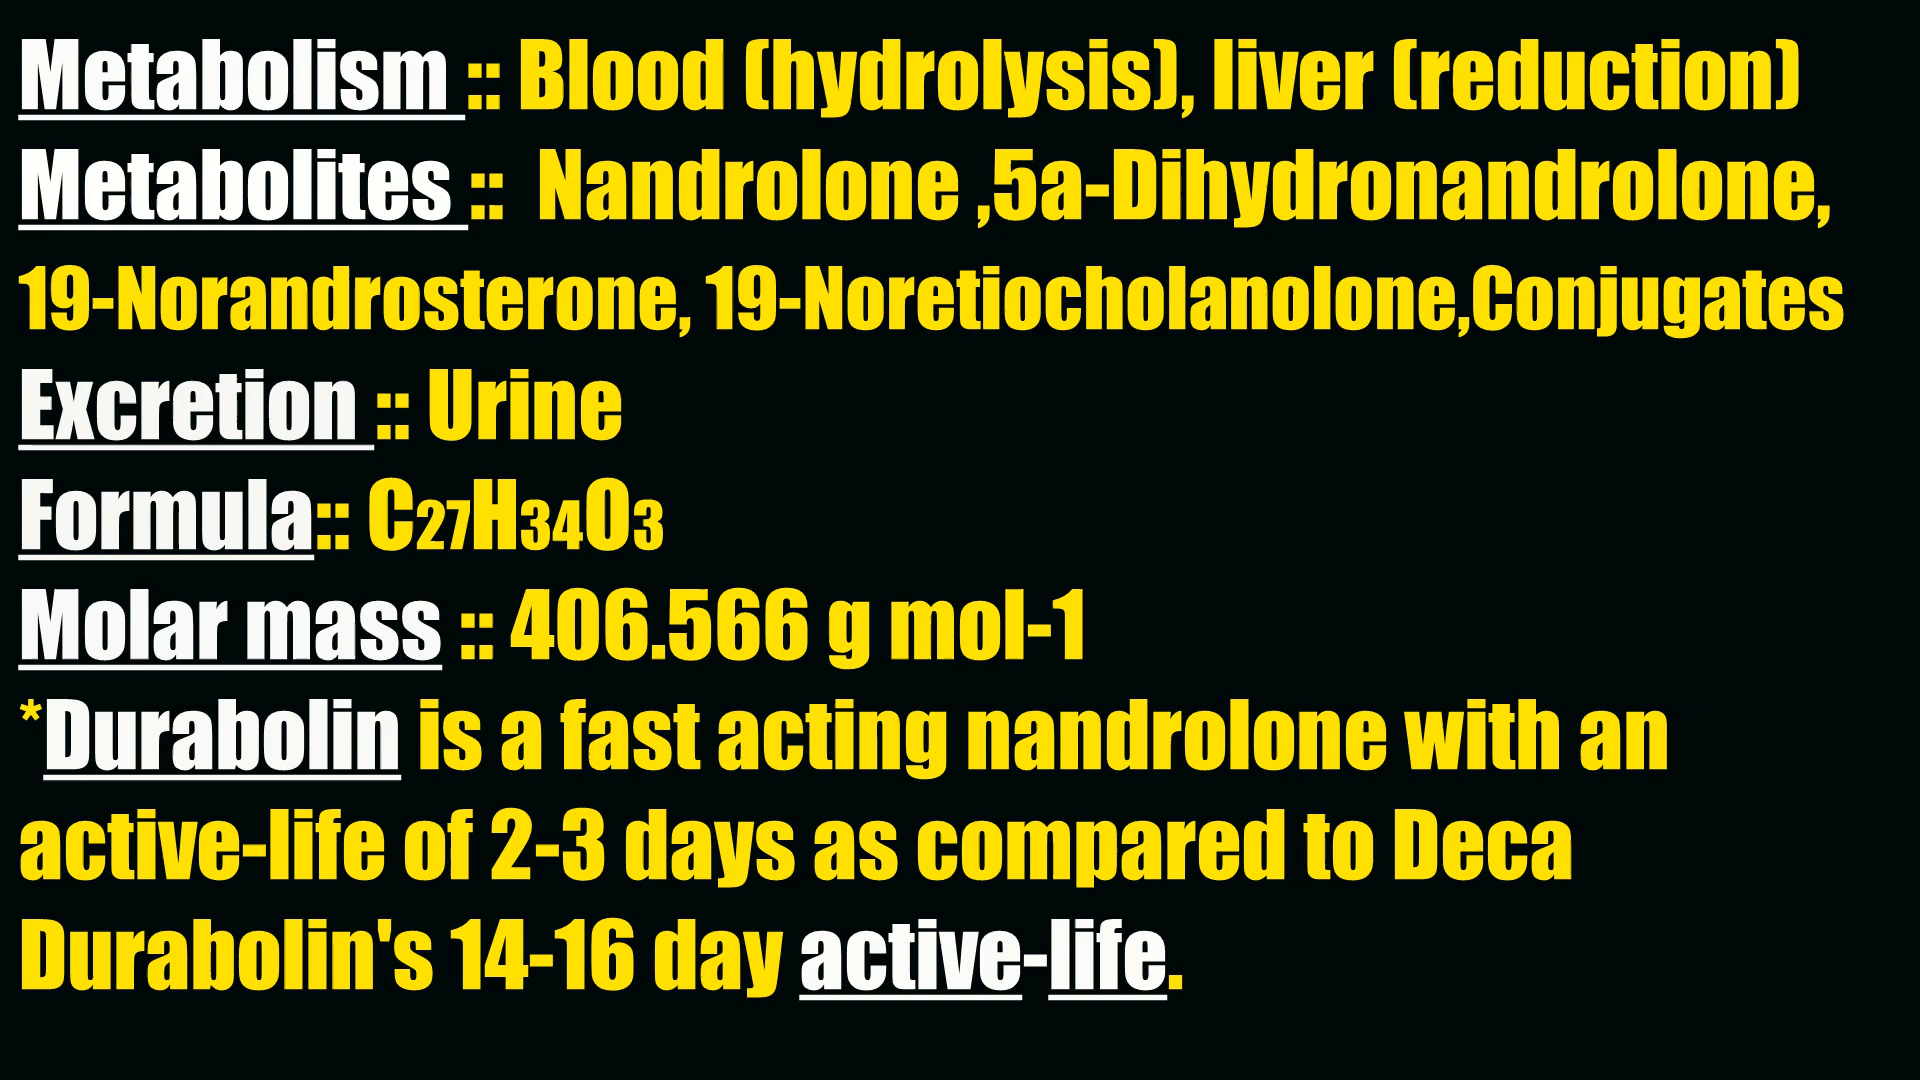 Metabolism :: Blood (hydrolysis), liver (reduction)
Metabolites :: Nandrolone ,5a-Dihydronandrolone,
19-Norandrosterone, 19-Noretiocholanolone,Conjugates
Excretion :: Urine
Formula:: C27H34O3
Molar mass :: 406.566 g mol-1
*Durabolin is a fast acting nandrolone with an
active-life of 2-3 days as compared to Deca
Durabolin's 14-16 day active-life.